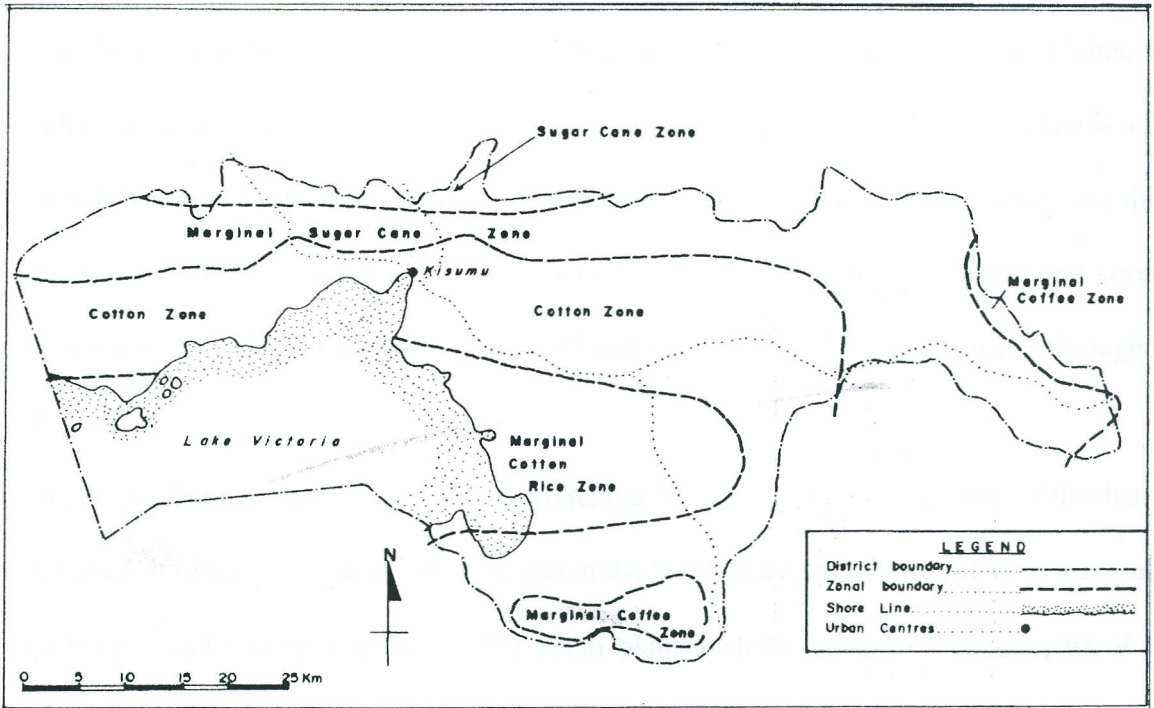 Sugar Cane Zone
Marginal Sugar Cane Zone
Kisumu
Marginal
Coffee Zone
Cotton Zone
Cotton Zone
Lake Victoria
Marginal
Cotton
Rice Zone
N
Marginal Coffee
Zone
LEGEND
District boundary
Zonal boundary
Shore Line
Urban Centres
0 5 10 15 20 25 Km